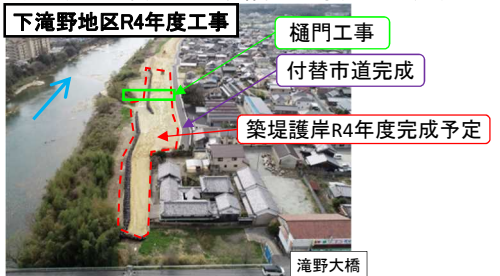 下滝野地区R4年度工事
樋門工事
付替市道完成
築堤護岸R4年度完成予定
滝野大橋